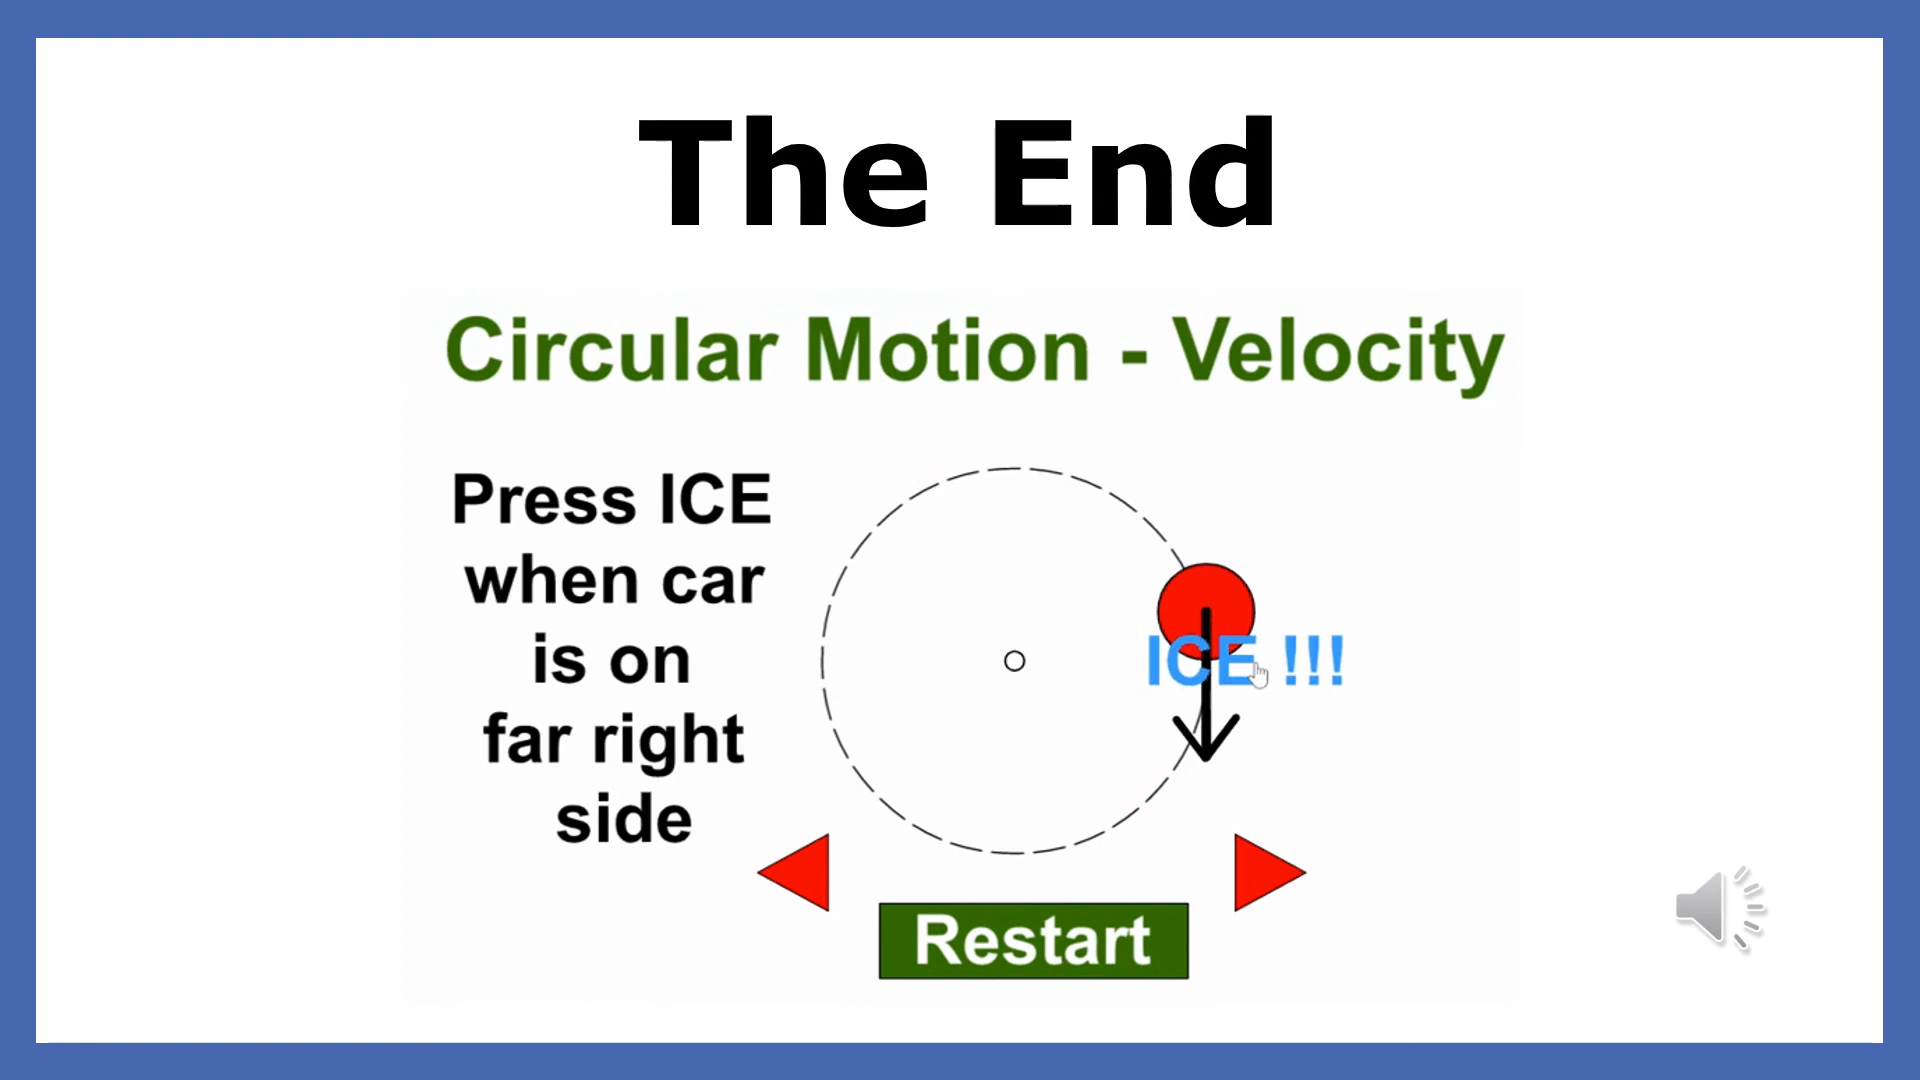 The End
Circular Motion - Velocity
Press ICE
when car
is on
far right
side
ICE !!!
Restart